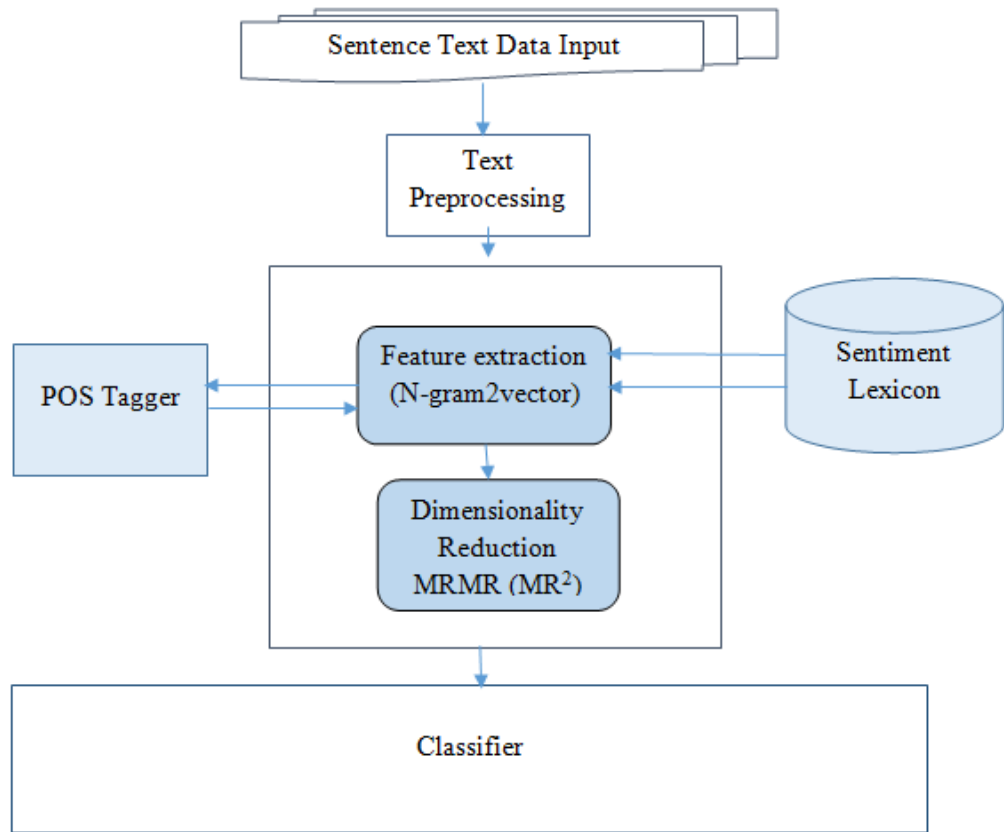 Sentence Text Data Input
Text
Preprocessing
Feature extraction
(N-gram2vector)
Sentiment
Lexicon
POS Tagger
Dimensionality
Reduction
MRMR (MR²)
Classifier